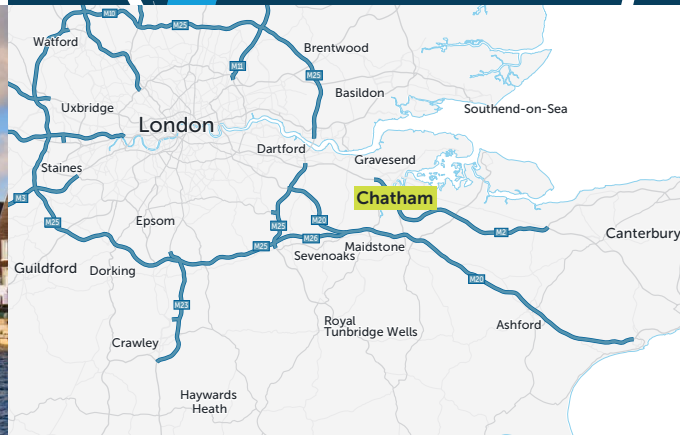 M10
M25
Watford
Brentwood
M11
M25
Basildon
Uxbridge
Southend-on-Sea
London
Dartford
Gravesend
Staines
M3
Chatham
M25
Epsom
M25
M20
M2
Canterbury
M25
M26
Maidstone
Sevenoaks
Guildford
Dorking
M20
M23
Royal
Tunbridge Wells
Ashford
Crawley
Haywards
Heath